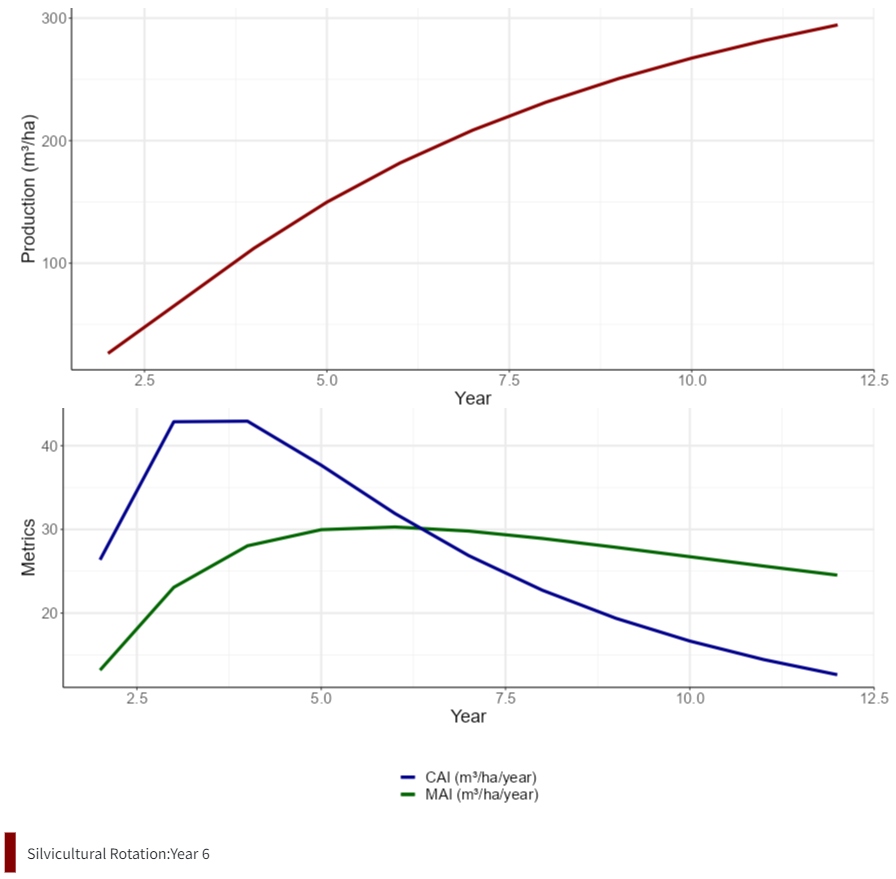 300
200
100
Production (m³/ha)
2.5 5.0 7.5 10.0 12.5
Year
40
30
20
Metrics
2.5 5.0 7.5 10.0 12.5
Year
CAI (m³/ha/year)
MAI (m³/ha/year)
Silvicultural Rotation:Year 6